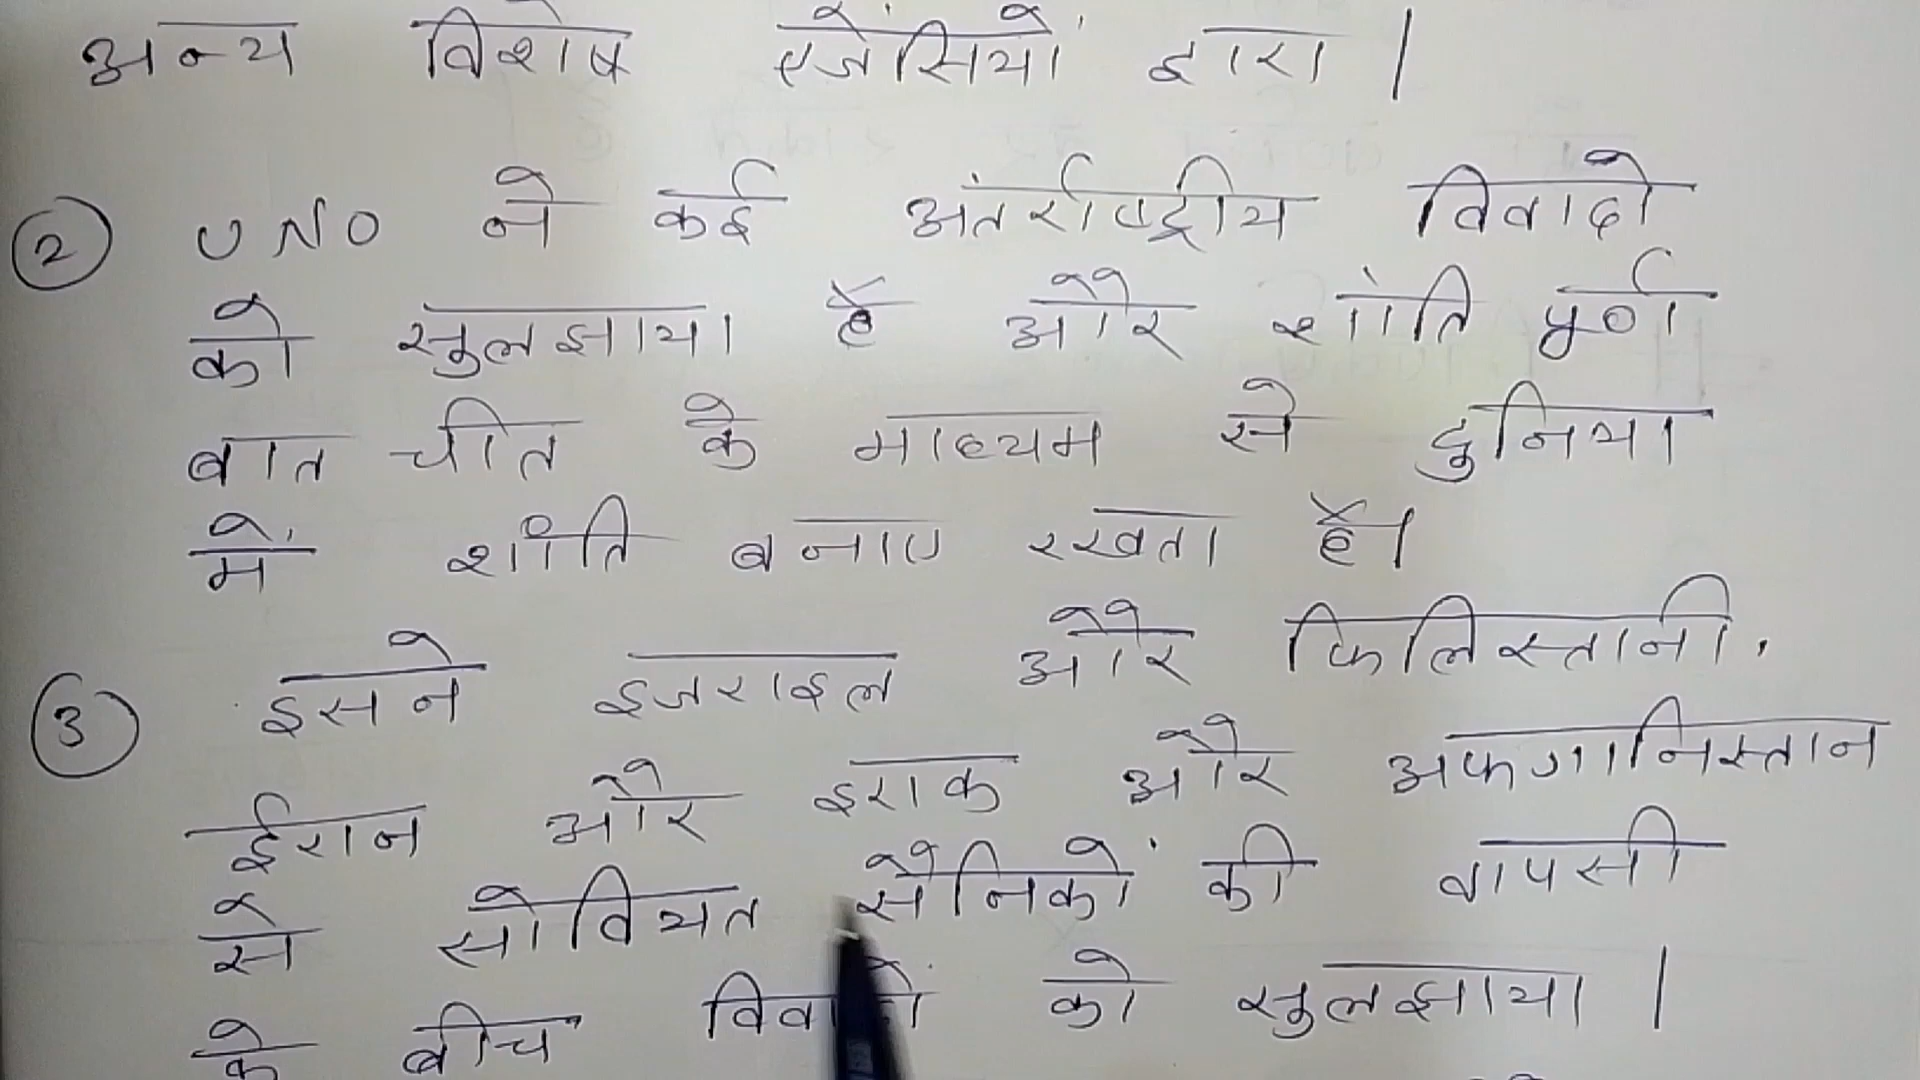 अन्य विशेष एजेंसियों द्वारा |
② UNO ने कई अंतर्राष्ट्रीय विवादो
को सुलझाया है और शांति पूर्ण
बात चीत के माध्यम से दुनिया
में शांति बनाए रखता है।
③ इसने इजराइल और फिलिस्तानी.
ईरान और इराक और अफगानिस्तान
से सोवियत सैनिकों की वापसी
के बीच को सुलझाया |